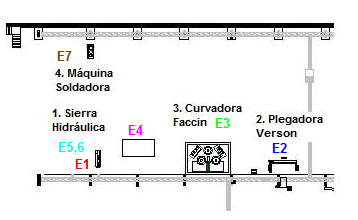 E7
4. Máquina
Soldadora
1. Sierra
Hidráulica
E5,6
E1
E4
3. Curvadora
Faccin E3
2. Plegadora
Verson
E2